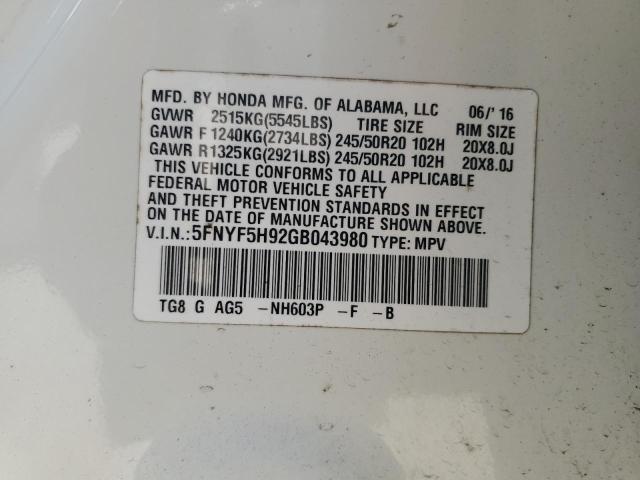 MFD. BY HONDA MFG. OF ALABAMA, LLC 06/'16
GVWR 2515KG(5545LBS) TIRE SIZE RIM SIZE
GAWR F 1240KG(2734LBS) 245/50R20 102H 20X8.0J
GAWR R1325KG(2921LBS) 245/50R20 102H 20X8.0J
THIS VEHICLE CONFORMS TO ALL APPLICABLE
FEDERAL MOTOR VEHICLE SAFETY
AND THEFT PREVENTION STANDARDS IN EFFECT
ON THE DATE OF MANUFACTURE SHOWN ABOVE.
V.I.N.:5FNYF5H92GB043980 TYPE: MPV
TG8 G AG5 -NH603P -F -B